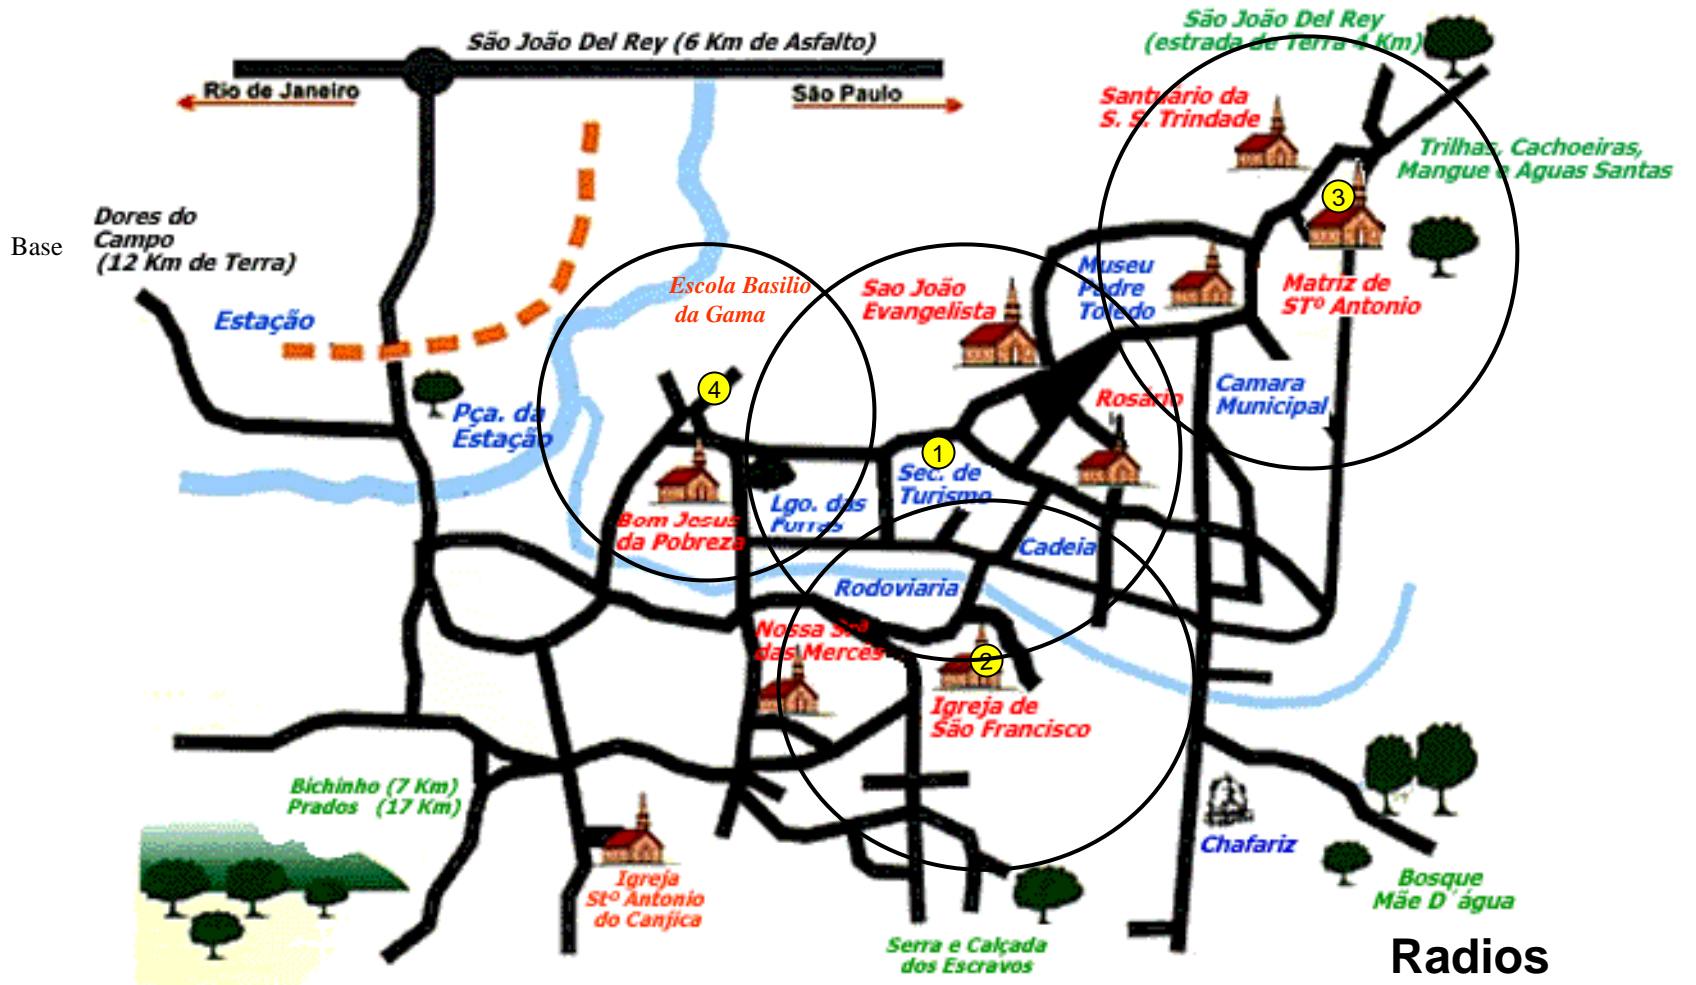 São João Del Rey
(estrada de Terra 4 Km)
São João Del Rey (6 Km de Asfalto)
Rio de Janeiro
São Paulo
Santuário da
S. S. Trindade
Trilhas, Cachoeiras,
Mangue e Aguas Santas
3
Dores do
Campo
(12 Km de Terra)
Base
Estação
Escola Basilio
da Gama
Sao João
Evangelista
Museu
Padre
Toledo
Matriz de
STº Antonio
4
Pça. da
Estação
Rosário
Camara
Municipal
1
Sec. de
Turismo
Lgo. das
Forras
Bom Jesus
da Pobreza
Cadeia
Rodoviaria
Nossa Srª
das Mercês
2
Igreja de
São Francisco
Bichinho (7 Km)
Prados (17 Km)
Chafariz
Igreja
Stº Antonio
do Canjica
Bosque
Mãe D´água
Serra e Calçada
dos Escravos
Radios